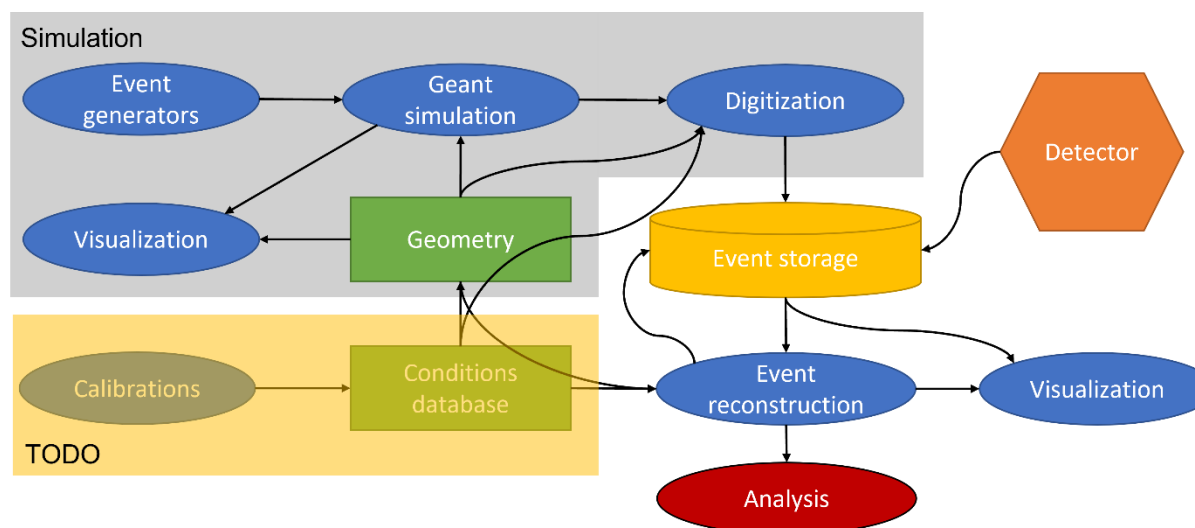 Simulation
Event
generators
Geant
simulation
Digitization
Detector
Visualization
Geometry
Event storage
Calibrations
Conditions
database
Event
reconstruction
Visualization
TODO
Analysis